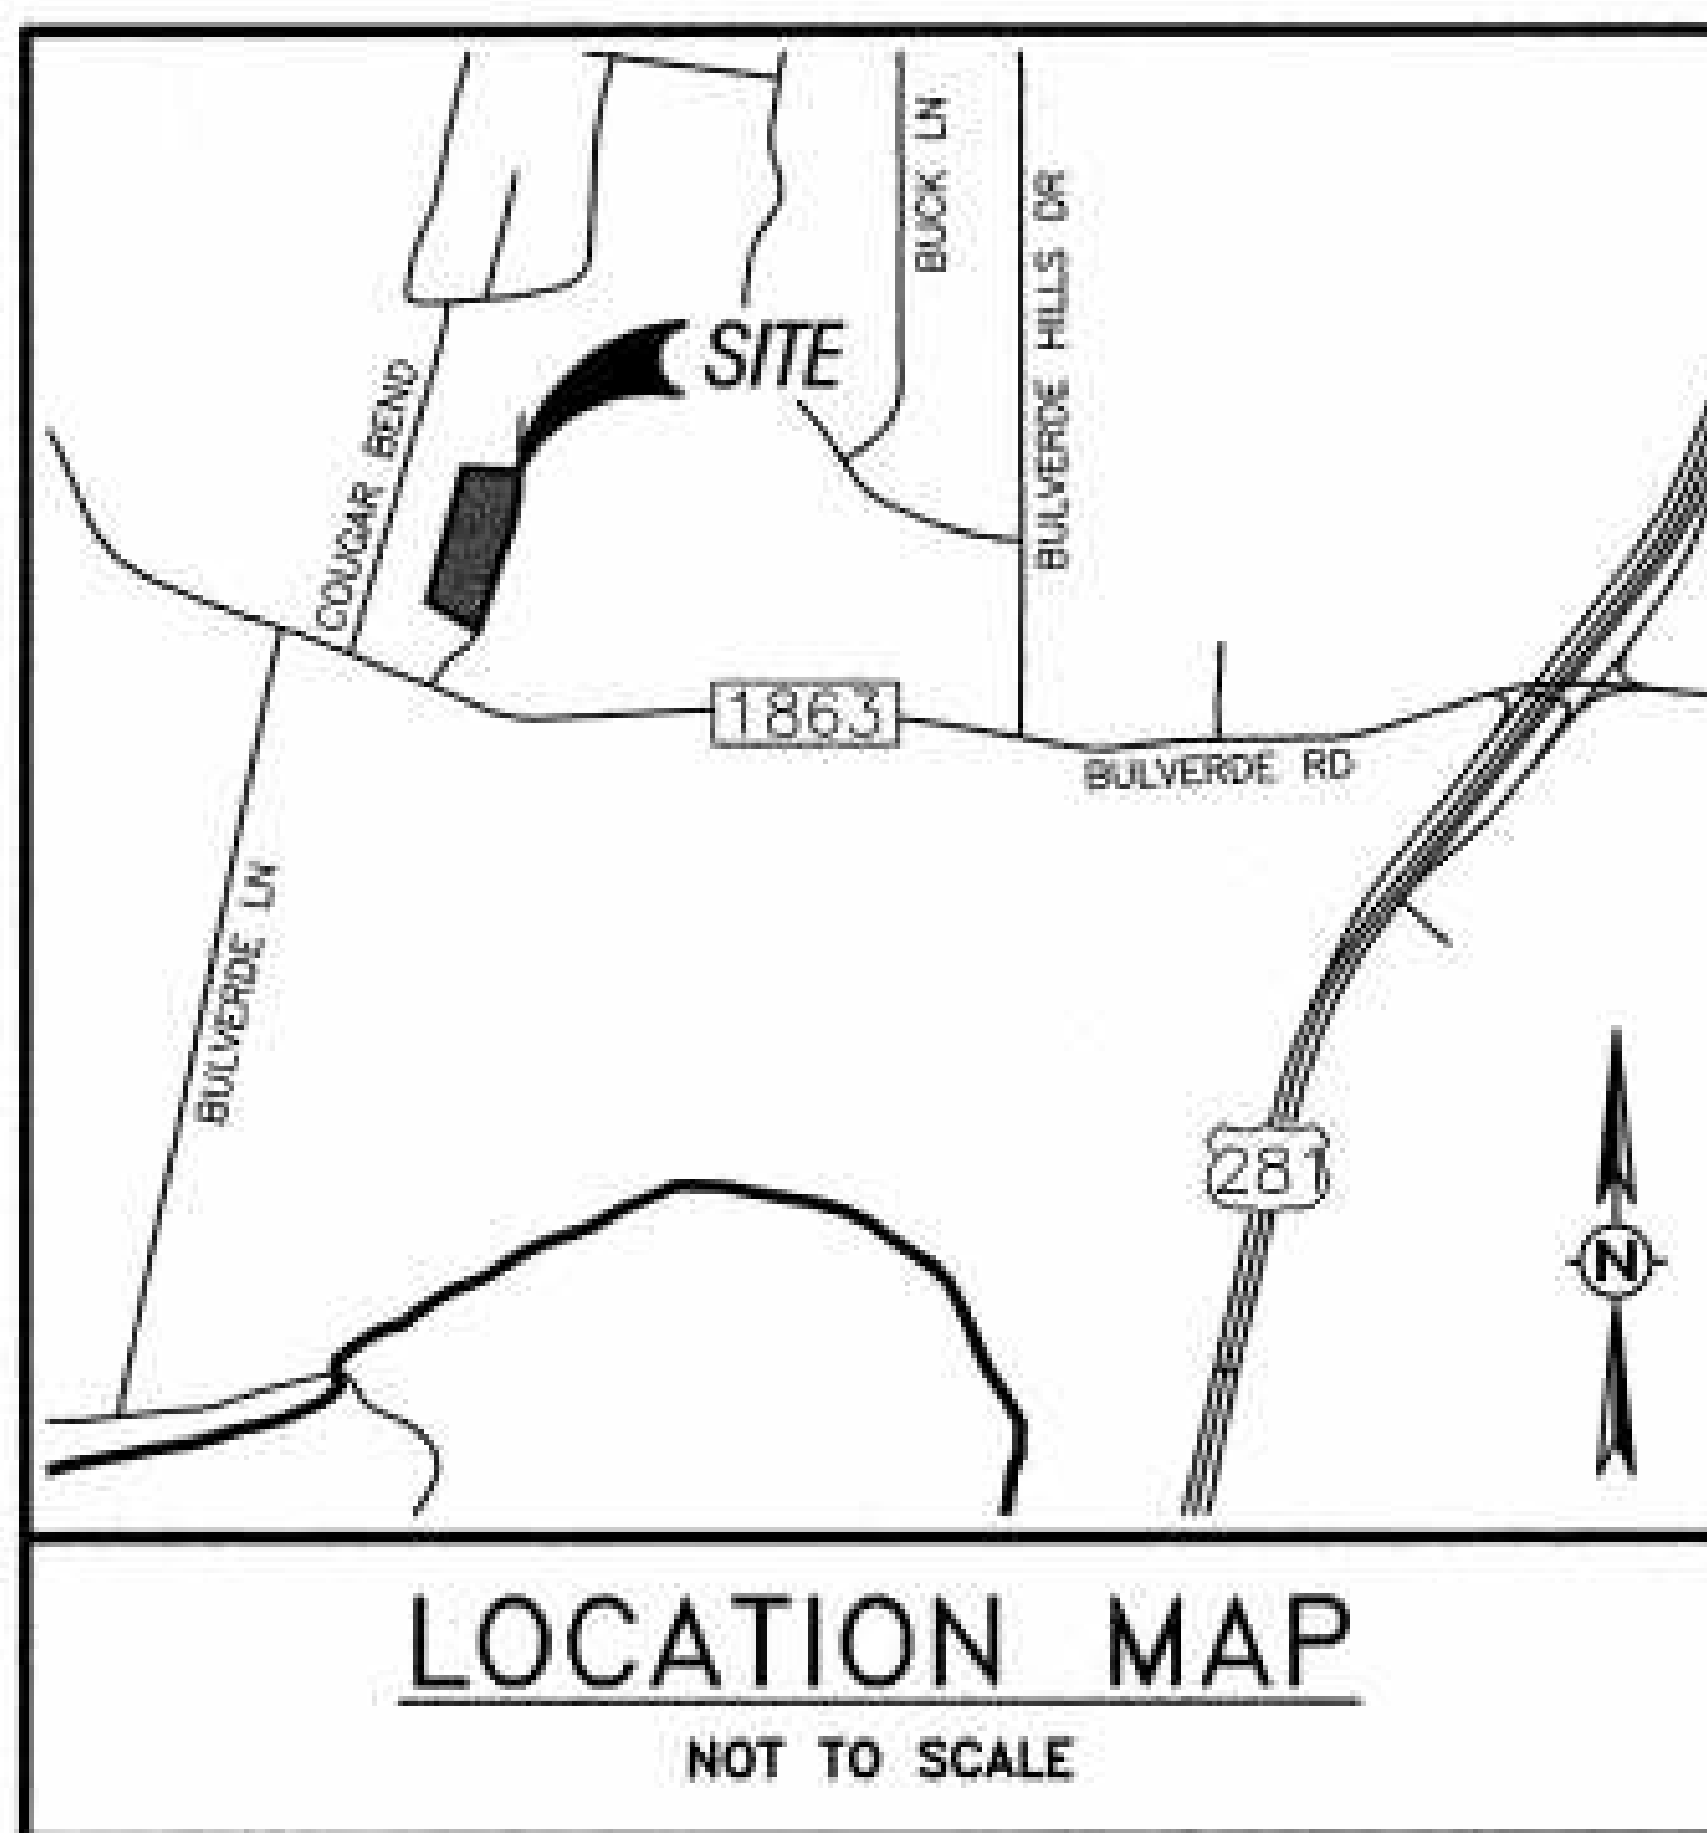 BUCK LN
BULVERDE HILLS DR
SITE
COUGAR BEND
1863
BULVERDE RD
BULVERDE LN
281
N
LOCATION MAP
NOT TO SCALE